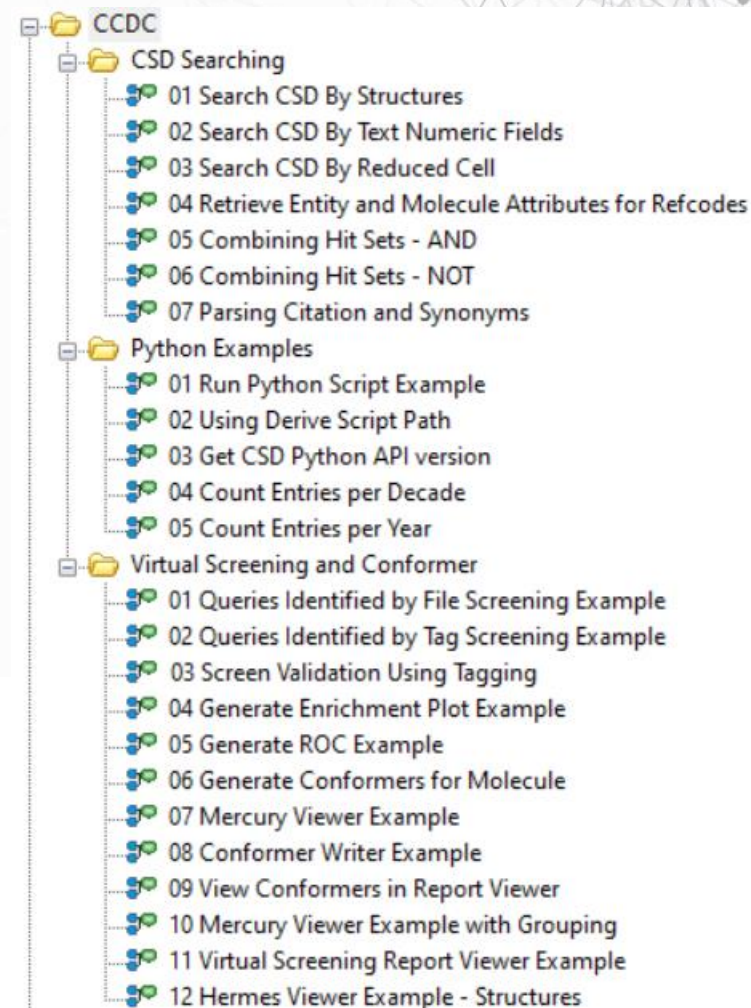 CCDC
CSD Searching
01 Search CSD By Structures
02 Search CSD By Text Numeric Fields
03 Search CSD By Reduced Cell
04 Retrieve Entity and Molecule Attributes for Refcodes
05 Combining Hit Sets - AND
06 Combining Hit Sets - NOT
07 Parsing Citation and Synonyms
Python Examples
01 Run Python Script Example
02 Using Derive Script Path
03 Get CSD Python API version
04 Count Entries per Decade
05 Count Entries per Year
Virtual Screening and Conformer
01 Queries Identified by File Screening Example
02 Queries Identified by Tag Screening Example
03 Screen Validation Using Tagging
04 Generate Enrichment Plot Example
05 Generate ROC Example
06 Generate Conformers for Molecule
07 Mercury Viewer Example
08 Conformer Writer Example
09 View Conformers in Report Viewer
10 Mercury Viewer Example with Grouping
11 Virtual Screening Report Viewer Example
12 Hermes Viewer Example - Structures